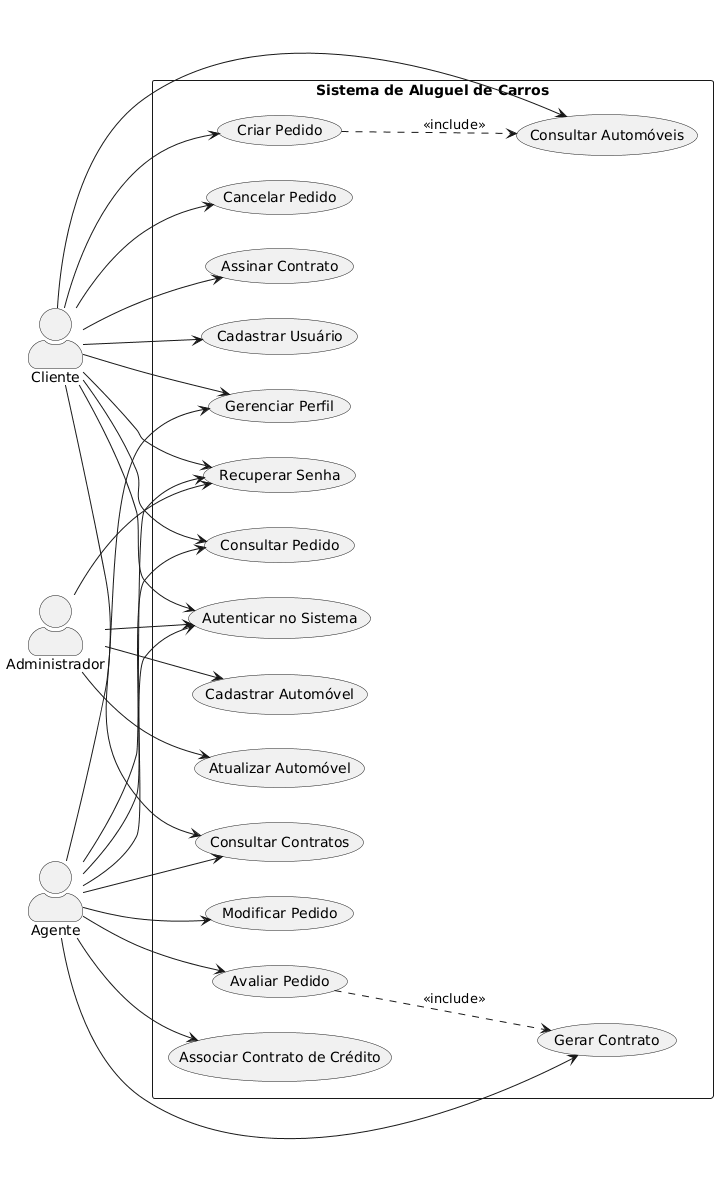 Sistema de Aluguel de Carros
Criar Pedido
«include»
Consultar Automóveis
Cancelar Pedido
Assinar Contrato
Cadastrar Usuário
Cliente
Gerenciar Perfil
Recuperar Senha
Consultar Pedido
Autenticar no Sistema
Administrador
Cadastrar Automóvel
Atualizar Automóvel
Consultar Contratos
Modificar Pedido
Agente
Avaliar Pedido
«include»
Gerar Contrato
Associar Contrato de Crédito